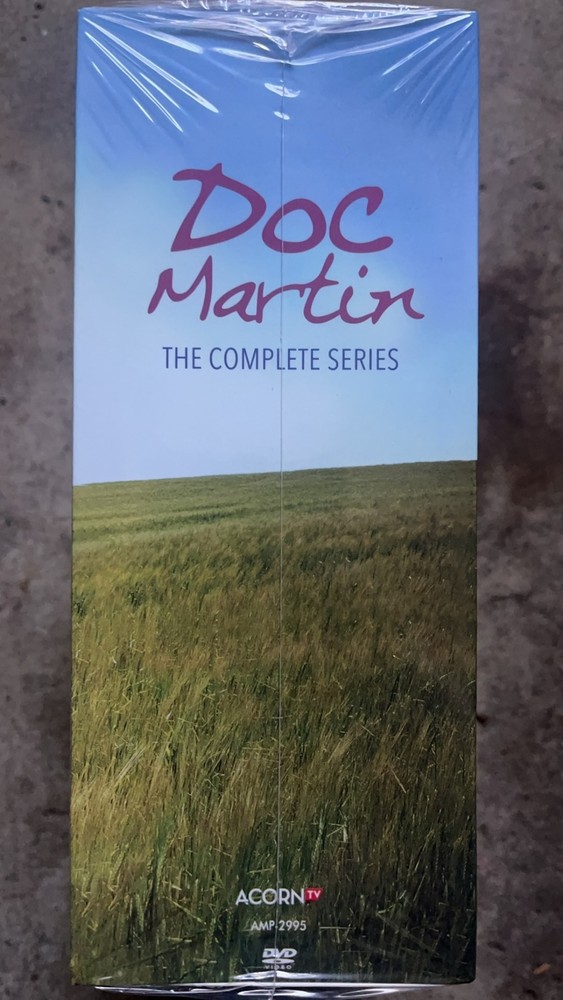 Doc
Martin
THE COMPLETE SERIES
ACORN TV
AMP-2995
DVD
VIDEO